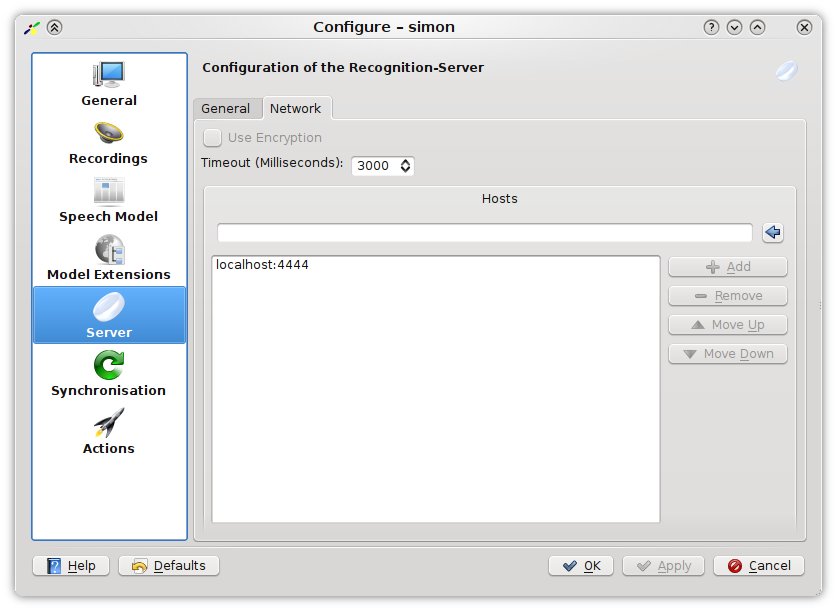 Configure – simon
General
Recordings
Speech Model
Model Extensions
Server
Synchronisation
Actions
Configuration of the Recognition-Server
General Network
Use Encryption
Timeout (Milliseconds): 3000
Hosts
localhost:4444
Add
Remove
Move Up
Move Down
Help Defaults OK Apply Cancel